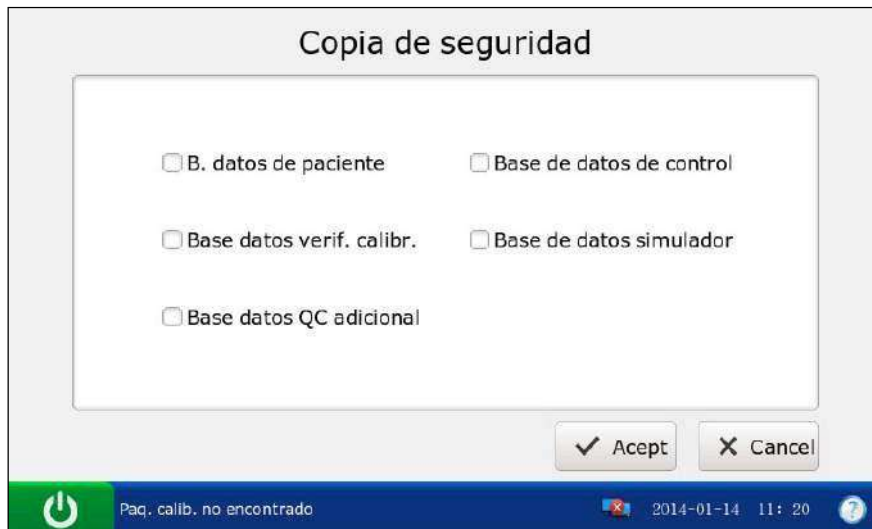 Copia de seguridad
B. datos de paciente
Base de datos de control
Base datos verif. calibr.
Base de datos simulador
Base datos QC adicional
Acept
Cancel
Paq. calib. no encontrado
2014-01-14 11: 20
?